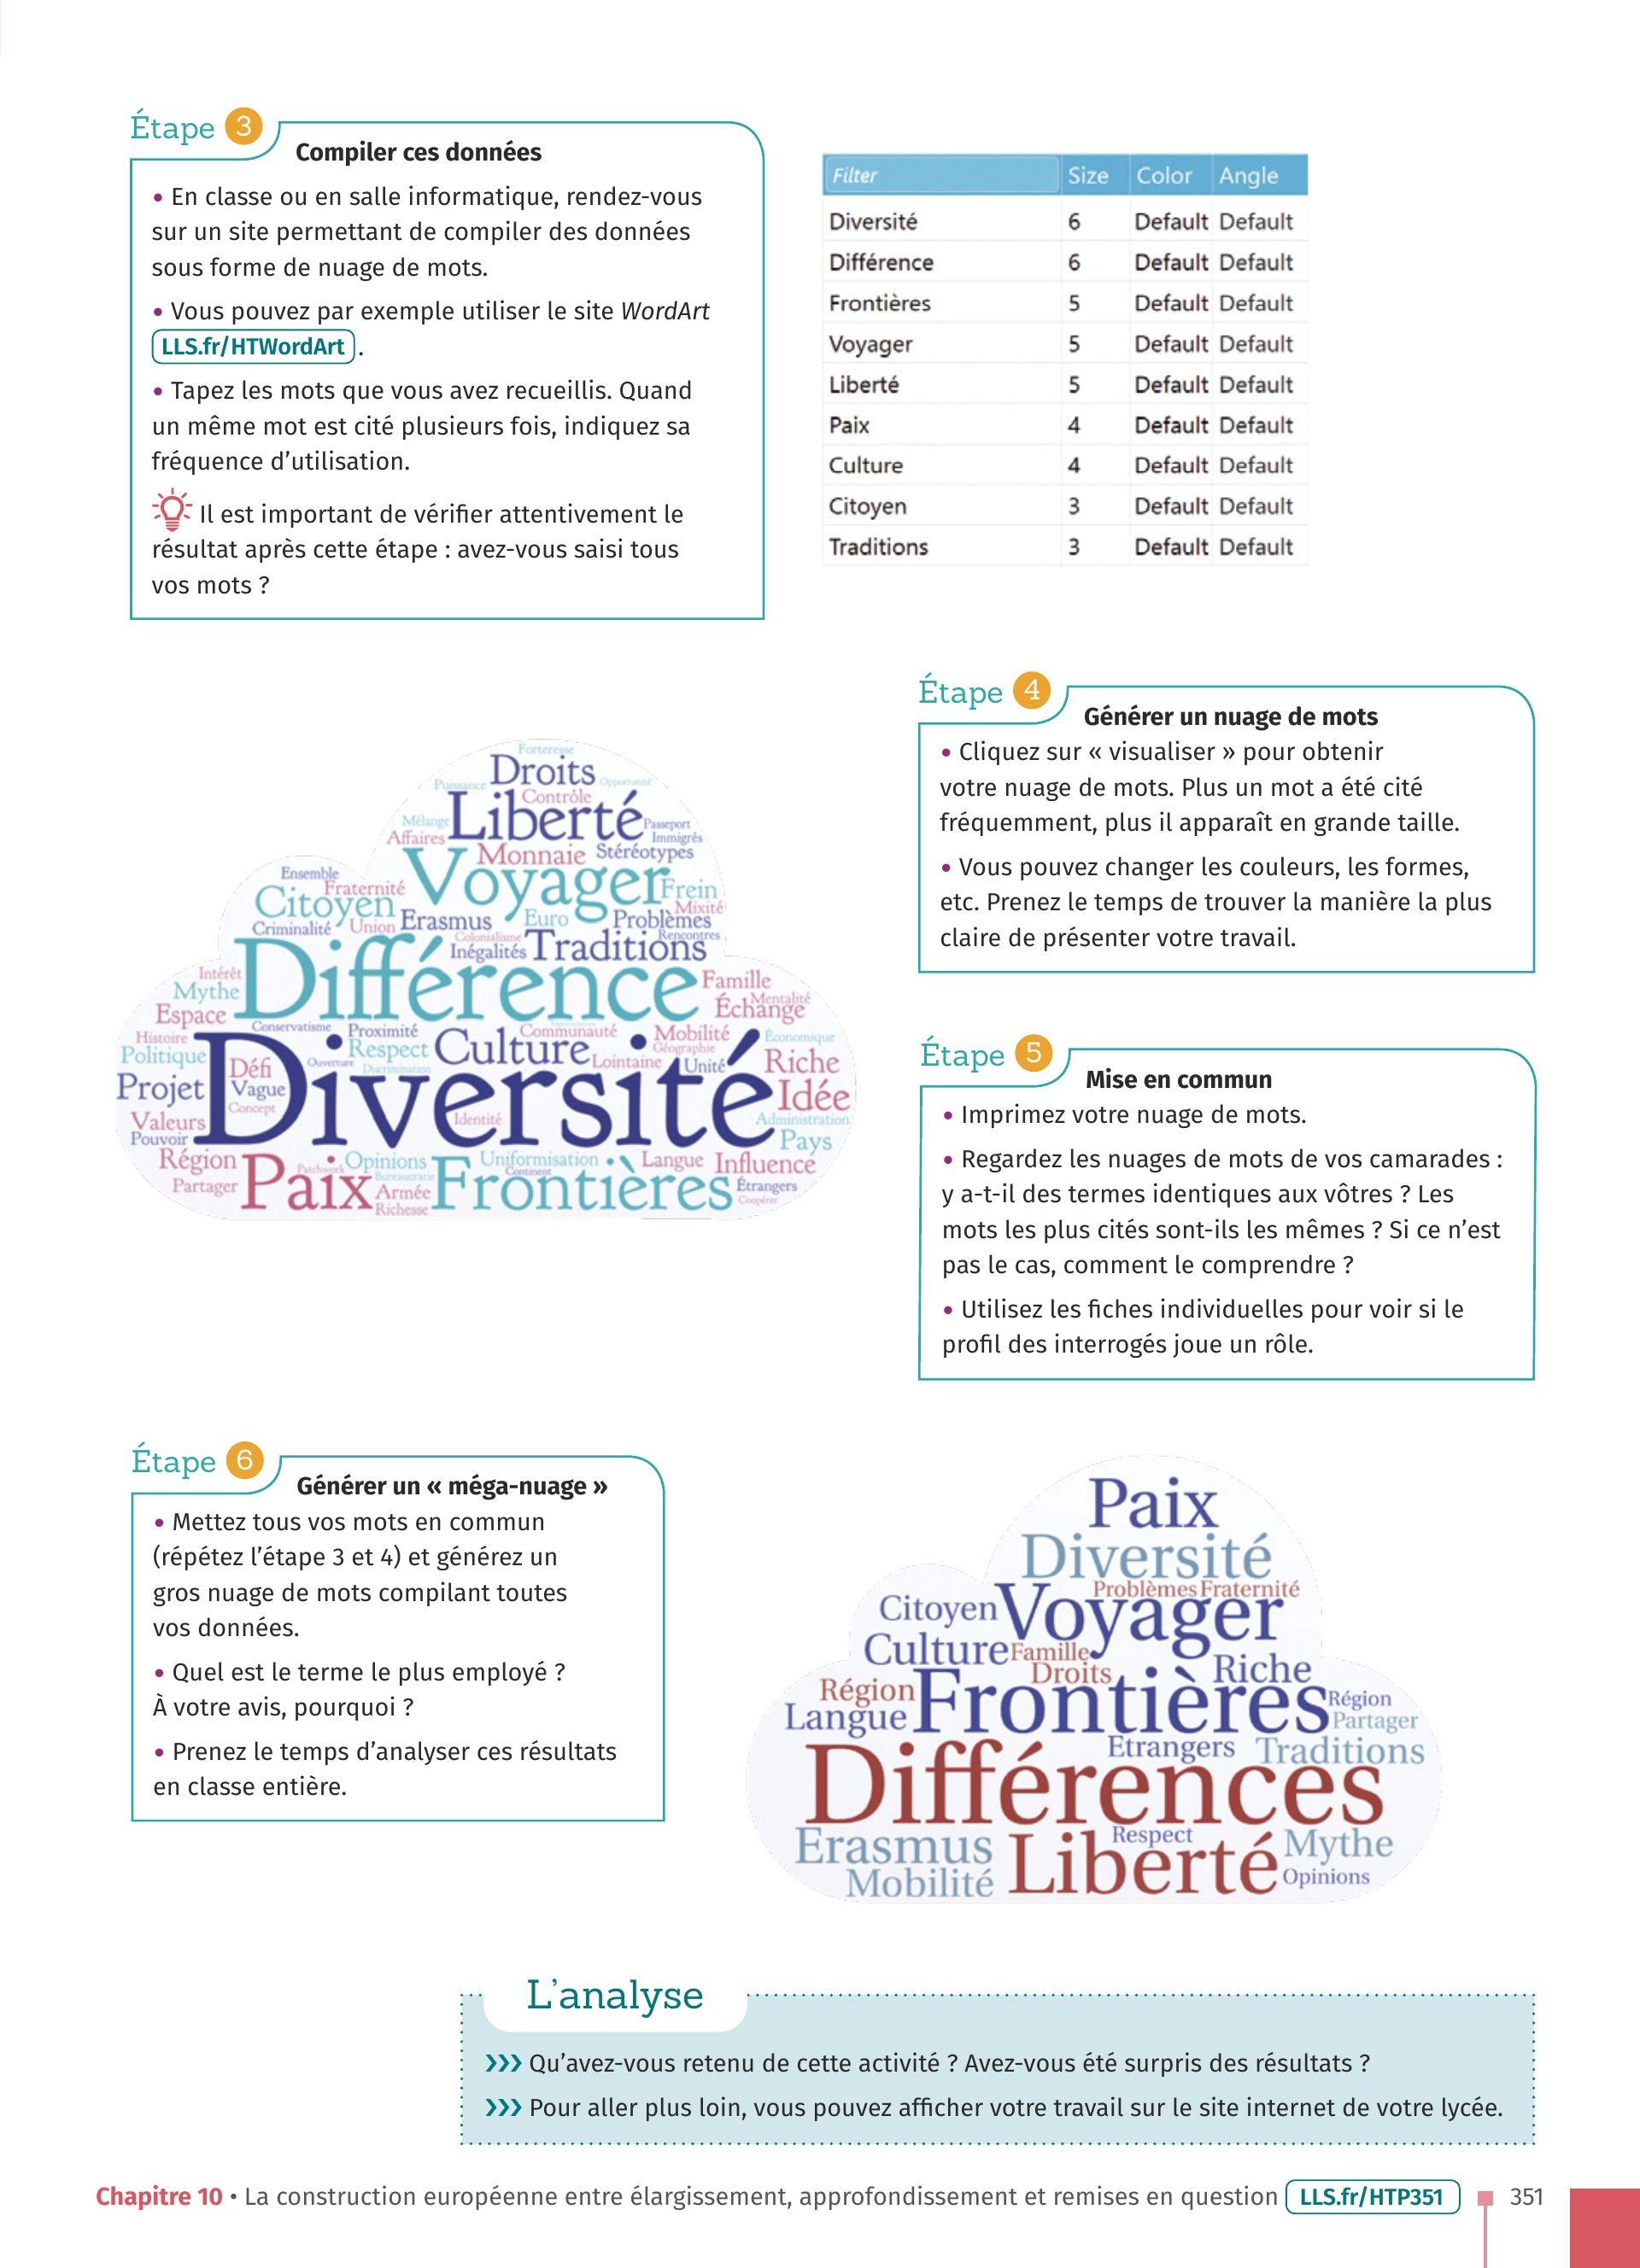 Étape 3
Compiler ces données
• En classe ou en salle informatique, rendez-vous
sur un site permettant de compiler des données
sous forme de nuage de mots.
• Vous pouvez par exemple utiliser le site WordArt
LLS.fr/HTWordArt .
• Tapez les mots que vous avez recueillis. Quand
un même mot est cité plusieurs fois, indiquez sa
fréquence d’utilisation.
Il est important de vérifier attentivement le
résultat après cette étape : avez-vous saisi tous
vos mots ?
Filter Size Color Angle
Diversité 6 Default Default
Différence 6 Default Default
Frontières 5 Default Default
Voyager 5 Default Default
Liberté 5 Default Default
Paix 4 Default Default
Culture 4 Default Default
Citoyen 3 Default Default
Traditions 3 Default Default
Étape 4
Générer un nuage de mots
• Cliquez sur « visualiser » pour obtenir
votre nuage de mots. Plus un mot a été cité
fréquemment, plus il apparaît en grande taille.
• Vous pouvez changer les couleurs, les formes,
etc. Prenez le temps de trouver la manière la plus
claire de présenter votre travail.
Forteresse
Droits
Puissance
Opportunité
Contrôle
Liberté
Mélange
Passeport
Affaires
Immigrés
Monnaie
Stéréotypes
Voyager
Ensemble
Fraternité
Frein
Citoyen
Mixité
Criminalité
Union
Erasmus
Euro
Problèmes
Colonialisme
Rencontres
Inégalités
Traditions
Différence
Intérêt
Famille
Mythe
Mentalité
Espace
Échange
Conservatisme
Proximité
Communauté
Mobilité
Histoire
Économique
Politique
Respect
Culture
Géographie
Ouverture
Lointaine
Unité
Riche
Défi
Discrimination
Projet
Vague
Diversité
Idée
Concept
Valeurs
Identité
Administration
Pouvoir
Pays
Région
Opinions
Uniformisation
Langue
Influence
Patchwork
Continent
Partager
Paix
Bureaucratie
Armée
Frontières
Étrangers
Richesse
Coopérer
Étape 5
Mise en commun
• Imprimez votre nuage de mots.
• Regardez les nuages de mots de vos camarades :
y a-t-il des termes identiques aux vôtres ? Les
mots les plus cités sont-ils les mêmes ? Si ce n’est
pas le cas, comment le comprendre ?
• Utilisez les fiches individuelles pour voir si le
profil des interrogés joue un rôle.
Étape 6
Générer un « méga-nuage »
• Mettez tous vos mots en commun
(répétez l’étape 3 et 4) et générez un
gros nuage de mots compilant toutes
vos données.
• Quel est le terme le plus employé ?
À votre avis, pourquoi ?
• Prenez le temps d’analyser ces résultats
en classe entière.
Paix
Diversité
Problèmes
Fraternité
Citoyen
Voyager
Culture
Famille
Droits
Riche
Région
Frontières
Région
Langue
Partager
Etrangers
Traditions
Différences
Erasmus
Respect
Liberté
Mythe
Mobilité
Opinions
L’analyse
››› Qu’avez-vous retenu de cette activité ? Avez-vous été surpris des résultats ?
››› Pour aller plus loin, vous pouvez afficher votre travail sur le site internet de votre lycée.
Chapitre 10 • La construction européenne entre élargissement, approfondissement et remises en question LLS.fr/HTP351 351